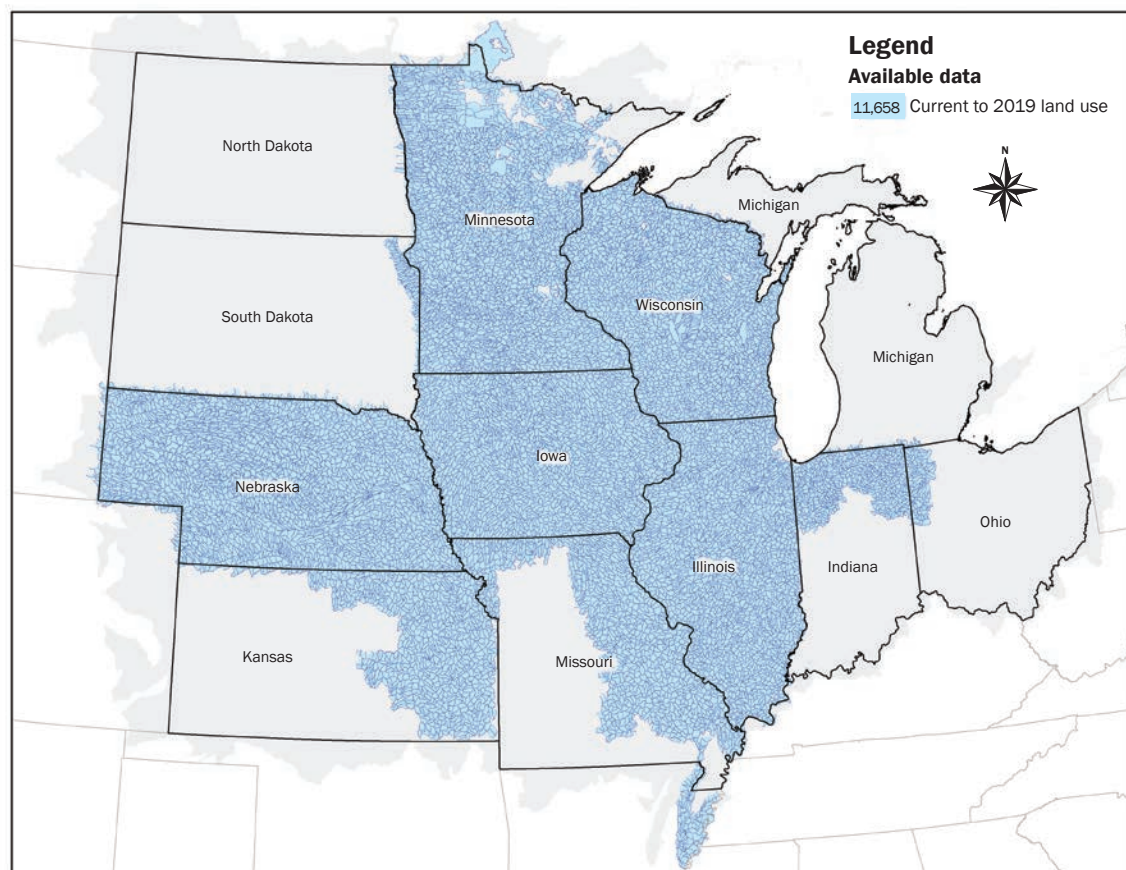 Legend
Available data
11,658 Current to 2019 land use
N
North Dakota
Michigan
Minnesota
Wisconsin
South Dakota
Michigan
Iowa
Nebraska
Ohio
Illinois
Indiana
Kansas
Missouri